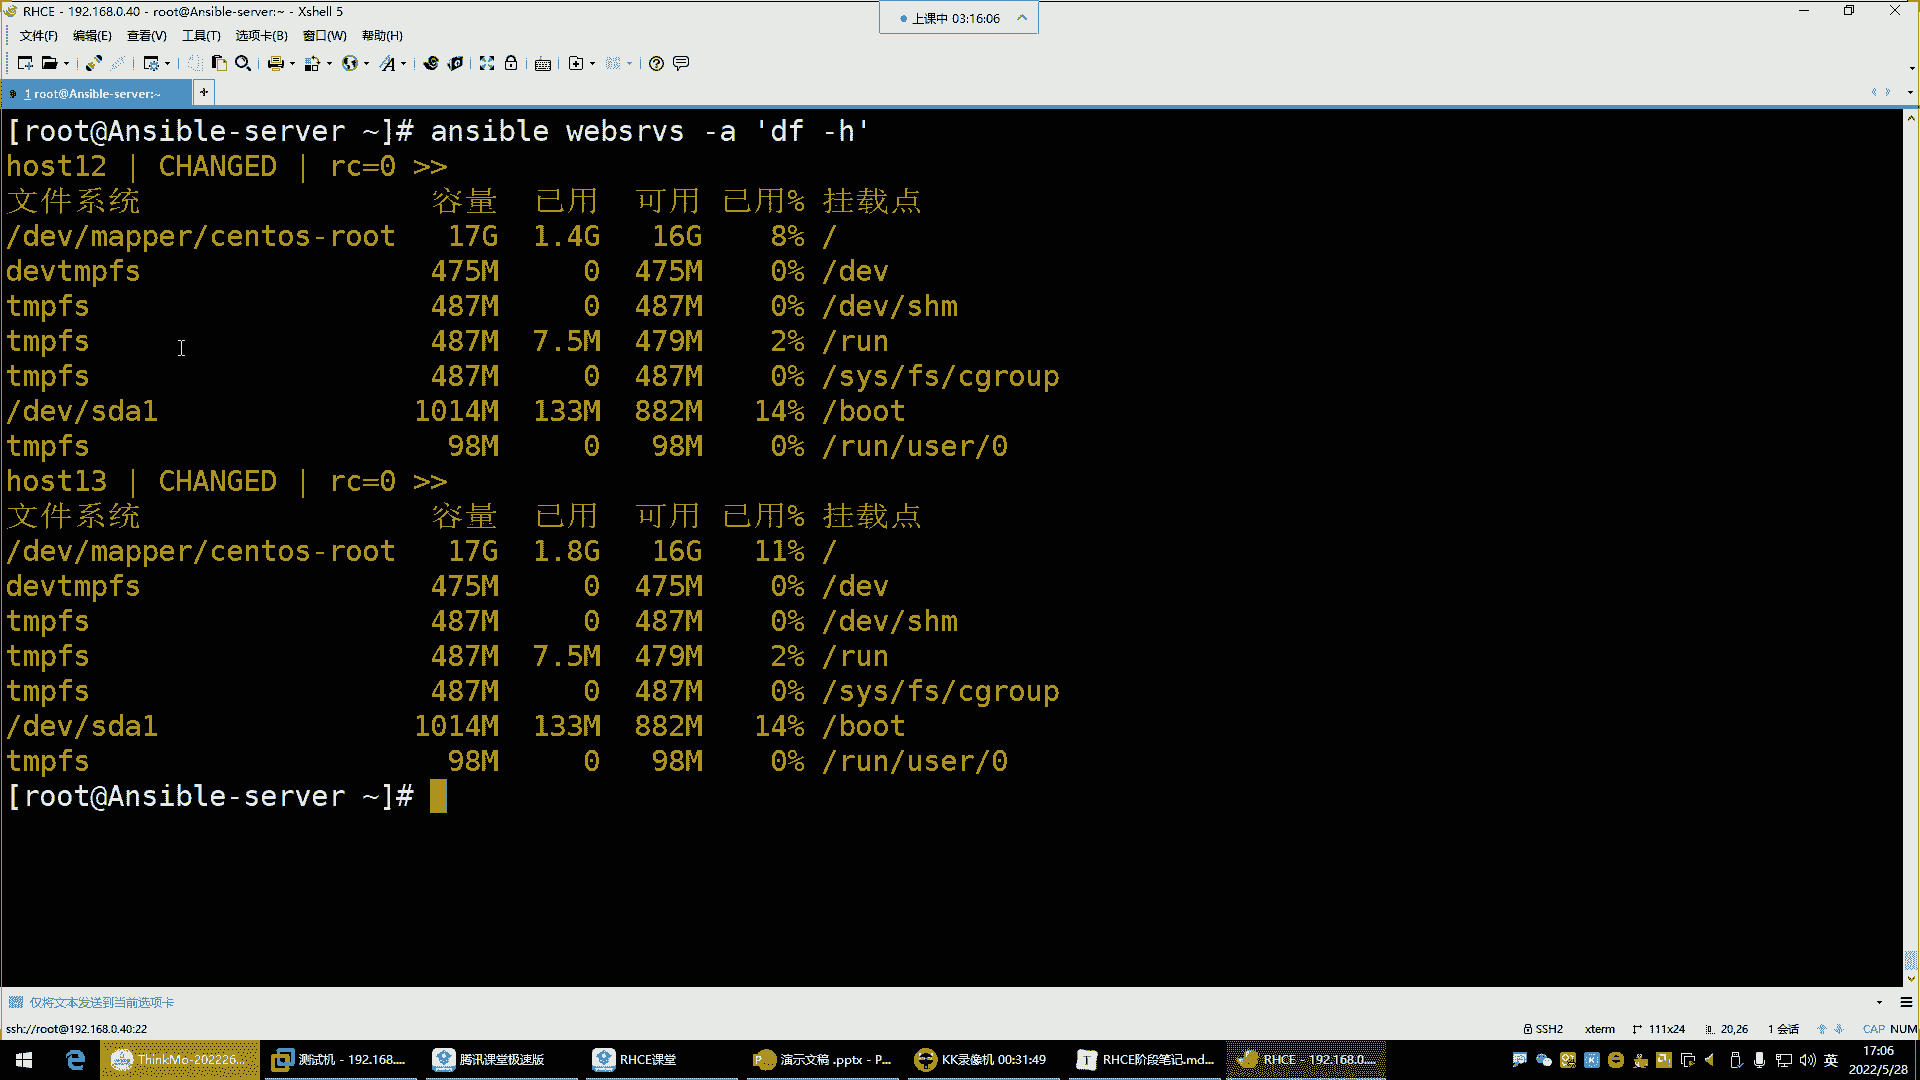 RHCE - 192.168.0.40 - root@Ansible-server:~ - Xshell 5
上课中 03:16:06
文件(F) 编辑(E) 查看(V) 工具(T) 选项卡(B) 窗口(W) 帮助(H)
1 root@Ansible-server:~
[root@Ansible-server ~]# ansible websrvs -a 'df -h'
host12 | CHANGED | rc=0 >>
文件系统 容量 已用 可用 已用% 挂载点
/dev/mapper/centos-root 17G 1.4G 16G 8% /
devtmpfs 475M 0 475M 0% /dev
tmpfs 487M 0 487M 0% /dev/shm
tmpfs 487M 7.5M 479M 2% /run
tmpfs 487M 0 487M 0% /sys/fs/cgroup
/dev/sda1 1014M 133M 882M 14% /boot
tmpfs 98M 0 98M 0% /run/user/0
host13 | CHANGED | rc=0 >>
文件系统 容量 已用 可用 已用% 挂载点
/dev/mapper/centos-root 17G 1.8G 16G 11% /
devtmpfs 475M 0 475M 0% /dev
tmpfs 487M 0 487M 0% /dev/shm
tmpfs 487M 7.5M 479M 2% /run
tmpfs 487M 0 487M 0% /sys/fs/cgroup
/dev/sda1 1014M 133M 882M 14% /boot
tmpfs 98M 0 98M 0% /run/user/0
[root@Ansible-server ~]#
仅将文本发送到当前选项卡
ssh://root@192.168.0.40:22 SSH2 xterm 111x24 20,26 1 会话 CAP NUM
ThinkMo-202226... 测试机 - 192.168.... 腾讯课堂极速版 RHCE课堂 演示文稿 .pptx - P... KK录像机 00:31:49 RHCE阶段笔记.md... RHCE - 192.168.0.... 英 17:06
2022/5/28